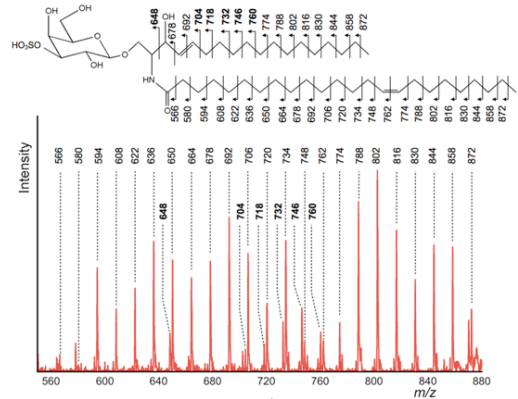 648 678 692 704 718 732 746 760 774 788 802 816 830 844 858 872
OH OH
OH
O
HO₃SO
OH
O
HN
O
566 580 594 608 622 636 650 664 678 692 706 720 734 748 762 774 788 802 816 830 844 858 872
Intensity
566 580 594 608 622 636 650 664 678 692 706 720 734 748 762 774 788 802 816 830 844 858 872
648 704 718 732 746 760
560 600 640 680 720 760 800 840 880
m/z